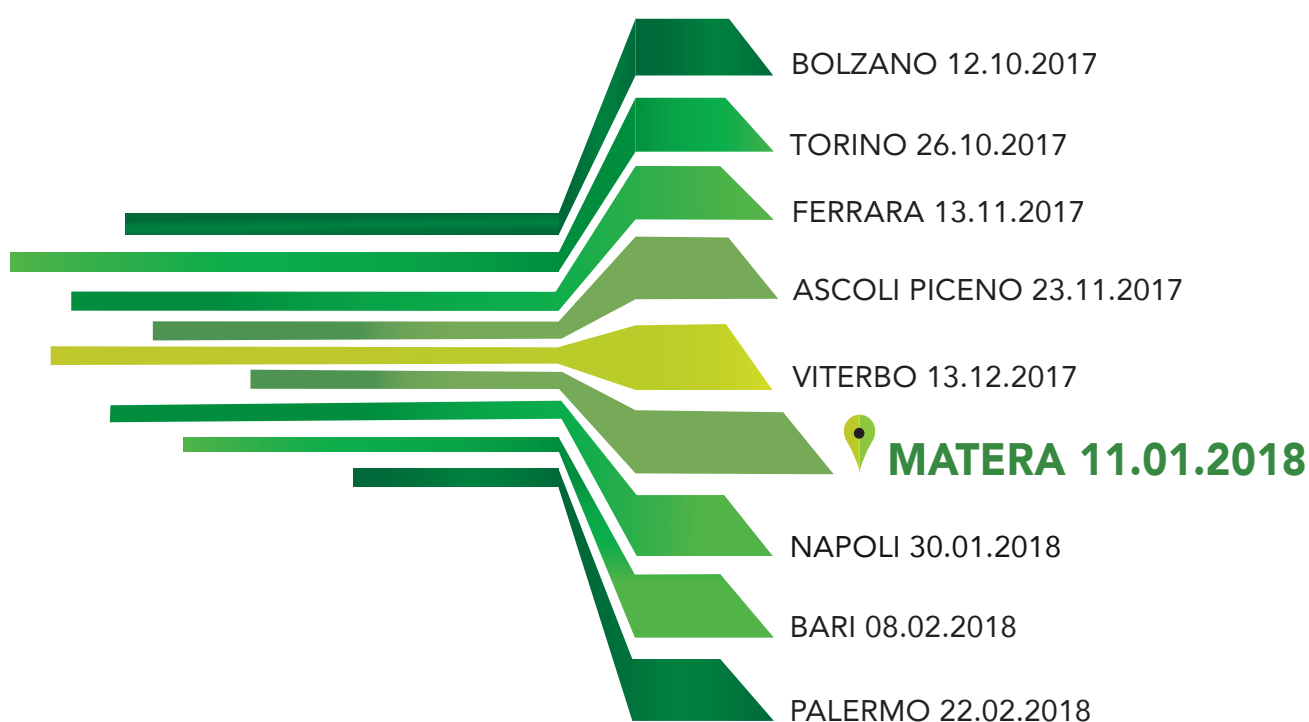 BOLZANO 12.10.2017
TORINO 26.10.2017
FERRARA 13.11.2017
ASCOLI PICENO 23.11.2017
VITERBO 13.12.2017
MATERA 11.01.2018
NAPOLI 30.01.2018
BARI 08.02.2018
PALERMO 22.02.2018